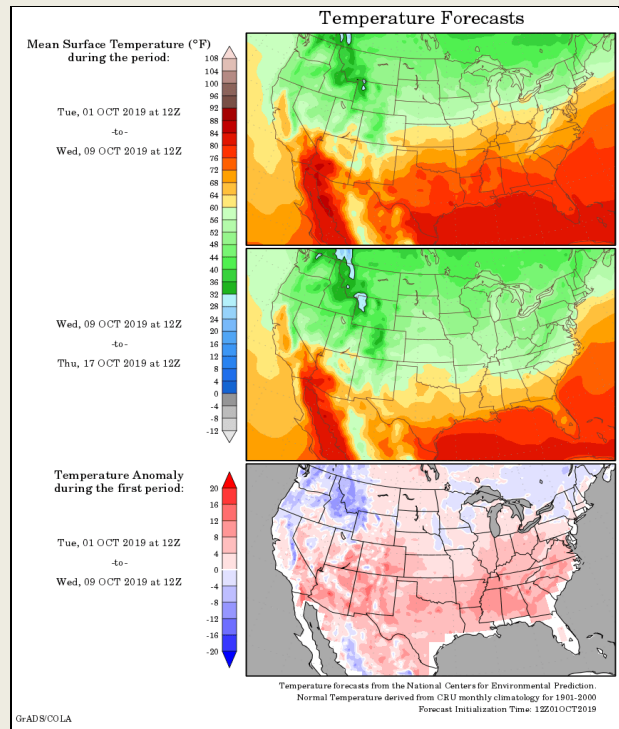 Temperature Forecasts
Mean Surface Temperature (°F)
during the period:
Tue, 01 OCT 2019 at 12Z
-to-
Wed, 09 OCT 2019 at 12Z
108
104
100
96
92
88
84
80
76
72
68
64
60
56
52
48
44
40
36
32
28
24
20
16
12
8
4
0
-4
-8
-12
Wed, 09 OCT 2019 at 12Z
-to-
Thu, 17 OCT 2019 at 12Z
Temperature Anomaly
during the first period:
Tue, 01 OCT 2019 at 12Z
-to-
Wed, 09 OCT 2019 at 12Z
20
16
12
8
4
0
-4
-8
-12
-16
-20
Temperature forecasts from the National Centers for Environmental Prediction.
Normal Temperature derived from CRU monthly climatology for 1901-2000
Forecast Initialization Time: 12Z01OCT2019
GrADS/COLA